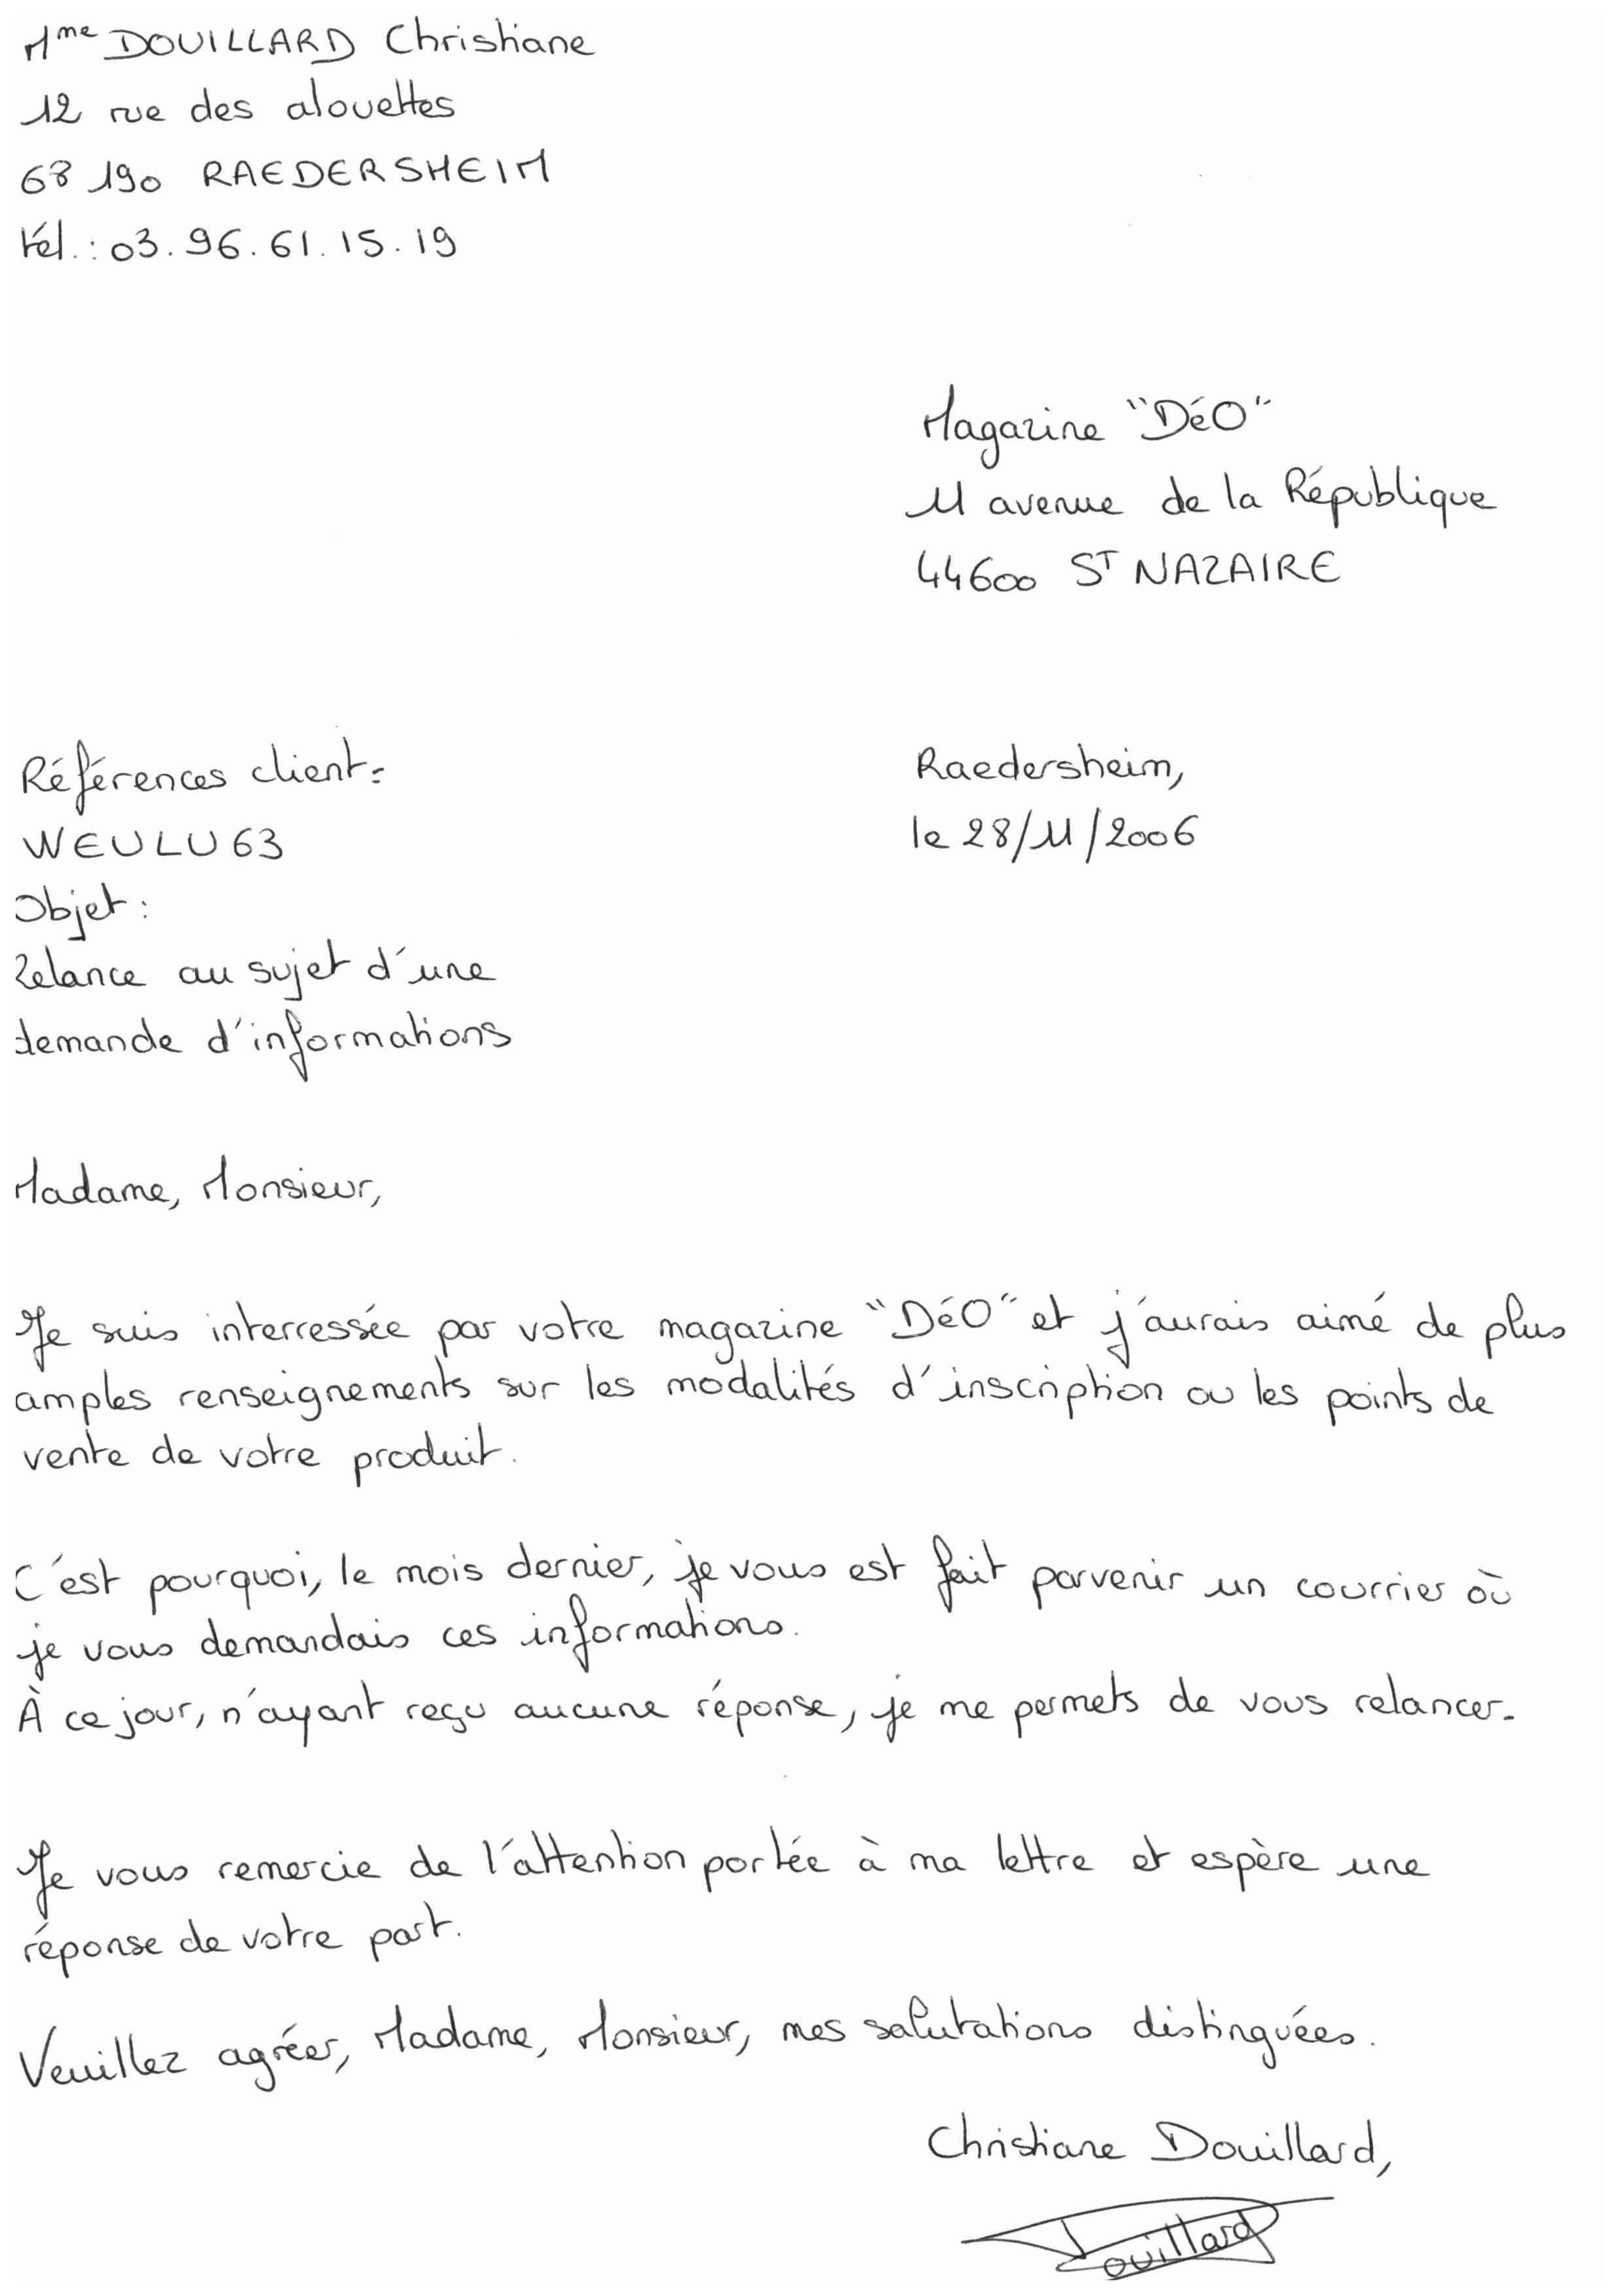 Mme DOUILLARD Christiane
12 rue des alouettes
68 190 RAEDERSHEIM
tél.: 03.96.61.15.19
Magazine "DéO"
11 avenue de la République
44600 ST NAZAIRE
Références client:
WEULU63
Raedersheim,
le 28/11/2006
Objet:
Relance au sujet d'une
demande d'informations
Madame, Monsieur,
Je suis interressée par votre magazine "DéO" et j'aurais aimé de plus
amples renseignements sur les modalités d'inscription ou les points de
vente de votre produit.
C'est pourquoi, le mois dernier, je vous est fait parvenir un courrier où
je vous demandais ces informations.
À ce jour, n'ayant reçu aucune réponse, je me permets de vous relancer.
Je vous remercie de l'attention portée à ma lettre et espère une
réponse de votre part.
Veuillez agréer, Madame, Monsieur, mes salutations distinguées.
Christiane Douillard,
Douillard